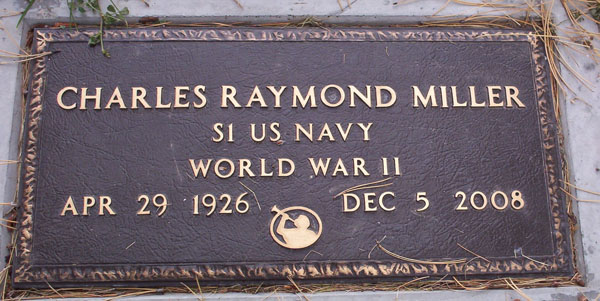 CHARLES RAYMOND MILLER
S1 US NAVY
WORLD WAR II
APR 29 1926 DEC 5 2008